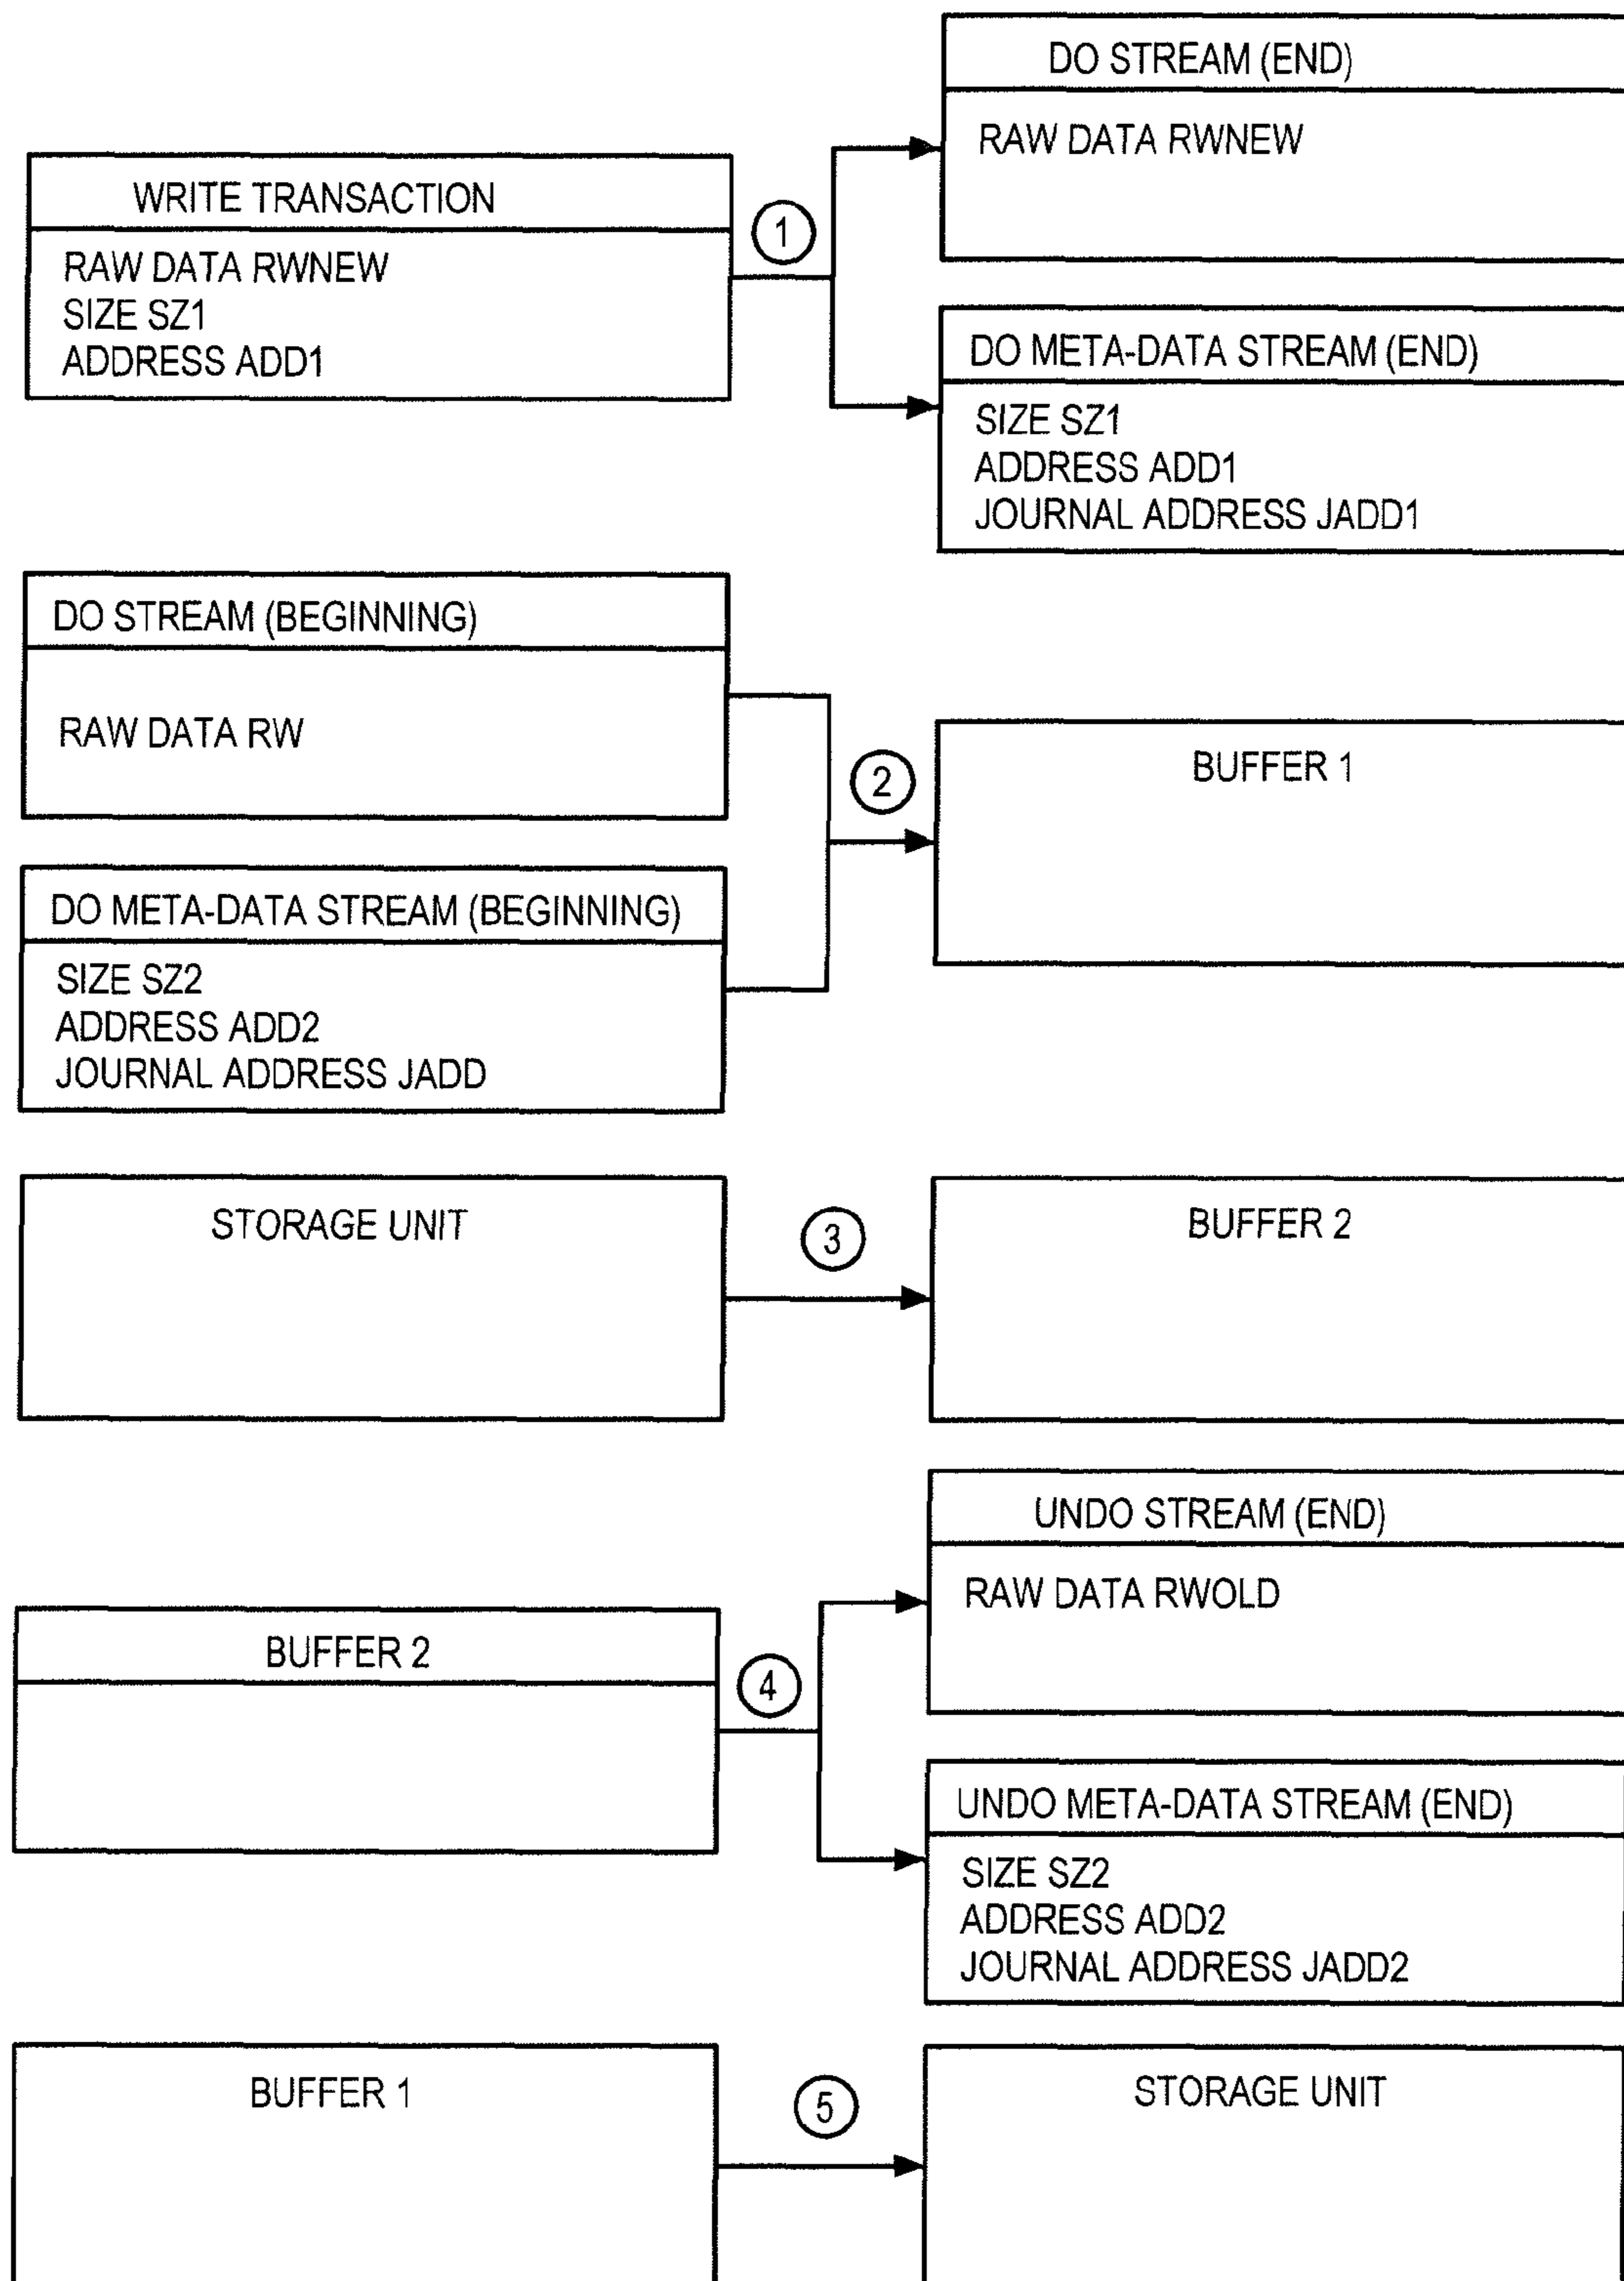 DO STREAM (END)
RAW DATA RWNEW
WRITE TRANSACTION
RAW DATA RWNEW
SIZE SZ1
ADDRESS ADD1
1
DO META-DATA STREAM (END)
SIZE SZ1
ADDRESS ADD1
JOURNAL ADDRESS JADD1
DO STREAM (BEGINNING)
RAW DATA RW
2
BUFFER 1
DO META-DATA STREAM (BEGINNING)
SIZE SZ2
ADDRESS ADD2
JOURNAL ADDRESS JADD
STORAGE UNIT
3
BUFFER 2
UNDO STREAM (END)
RAW DATA RWOLD
BUFFER 2
4
UNDO META-DATA STREAM (END)
SIZE SZ2
ADDRESS ADD2
JOURNAL ADDRESS JADD2
BUFFER 1
5
STORAGE UNIT